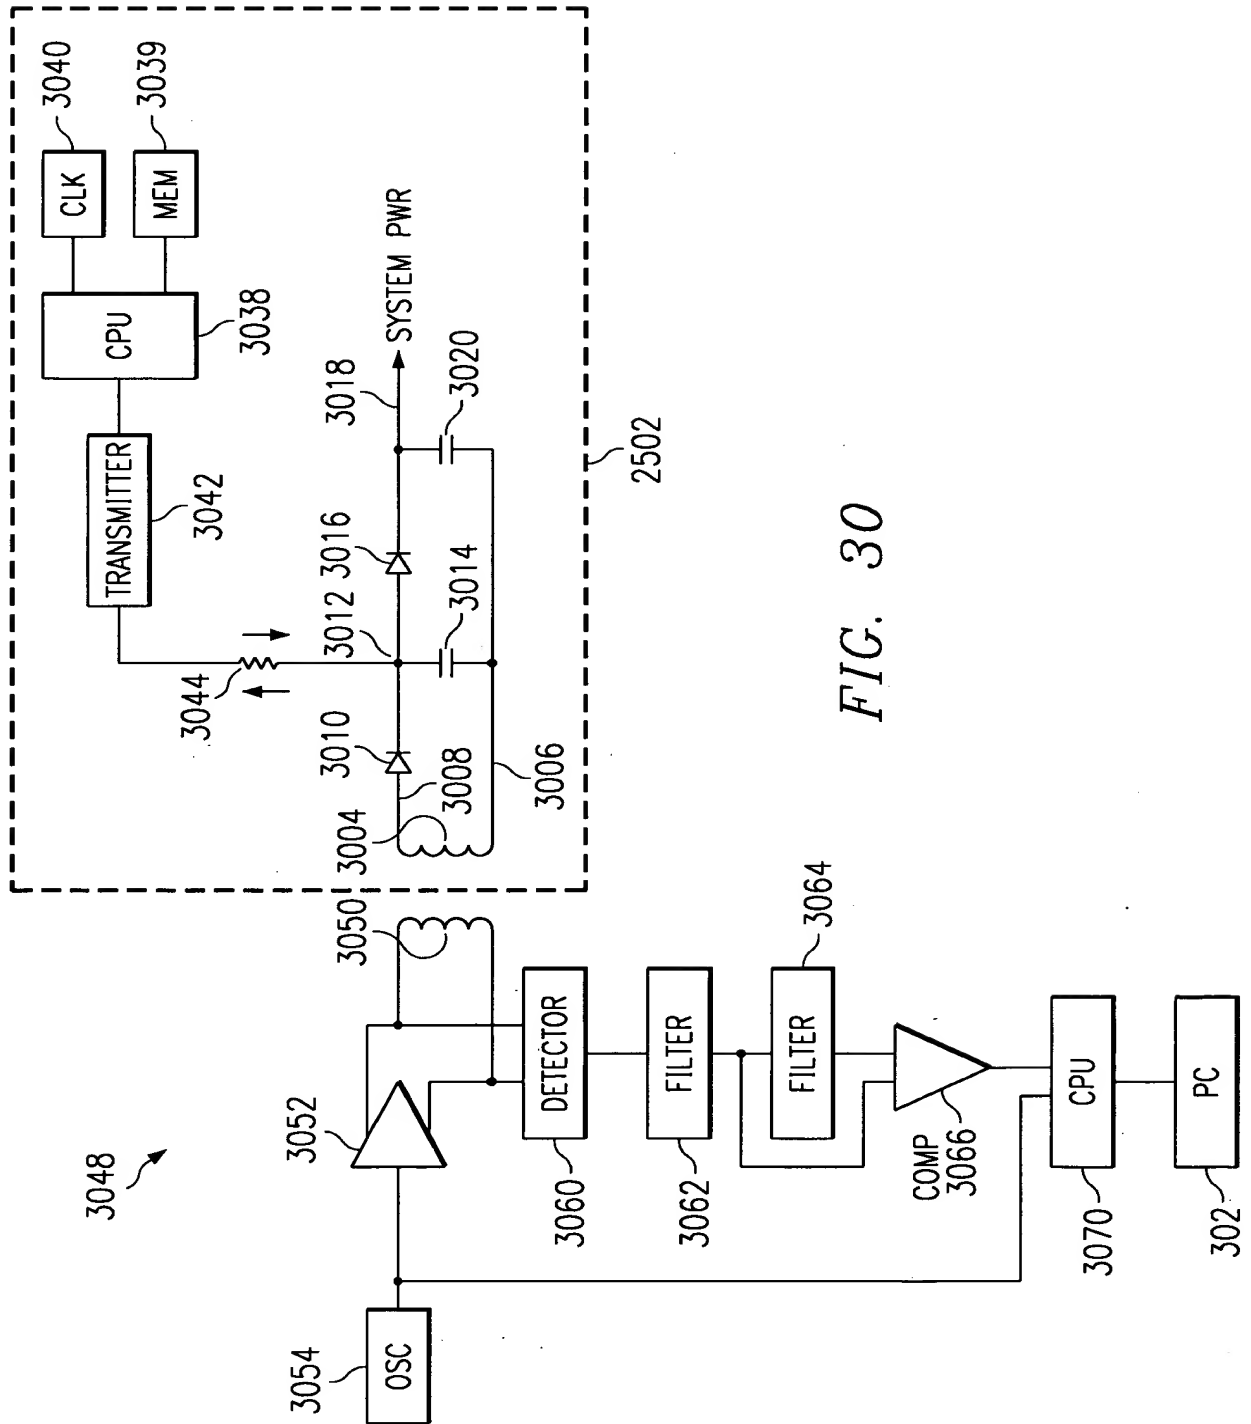 3048
3054
OSC
3052
3050
3060
DETECTOR
3062
FILTER
FILTER
3064
COMP
3066
3070
CPU
302
PC
3004
3008
3006
3010
3012
3014
3016
3018
3020
SYSTEM PWR
3044
TRANSMITTER
3042
CPU
3038
CLK
3040
MEM
3039
2502
FIG. 30